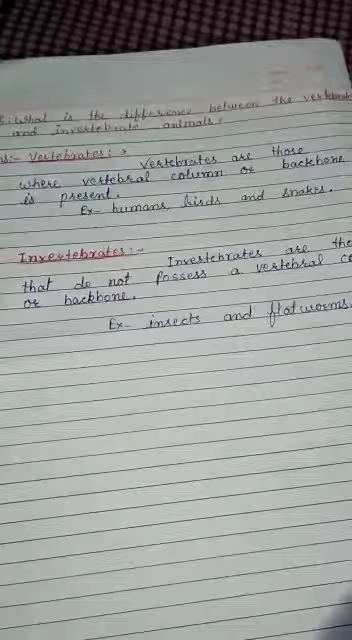 what is the difference between the vertebrate
and invertebrate animals.
Vertebrates:→
Vertebrates are those
where vertebral column or backbone
is present.
Ex- humans, birds and snakes.
Invertebrates:-
Invertebrates are the
that do not possess a vertebral co
or backbone.
Ex- insects and flatworms.